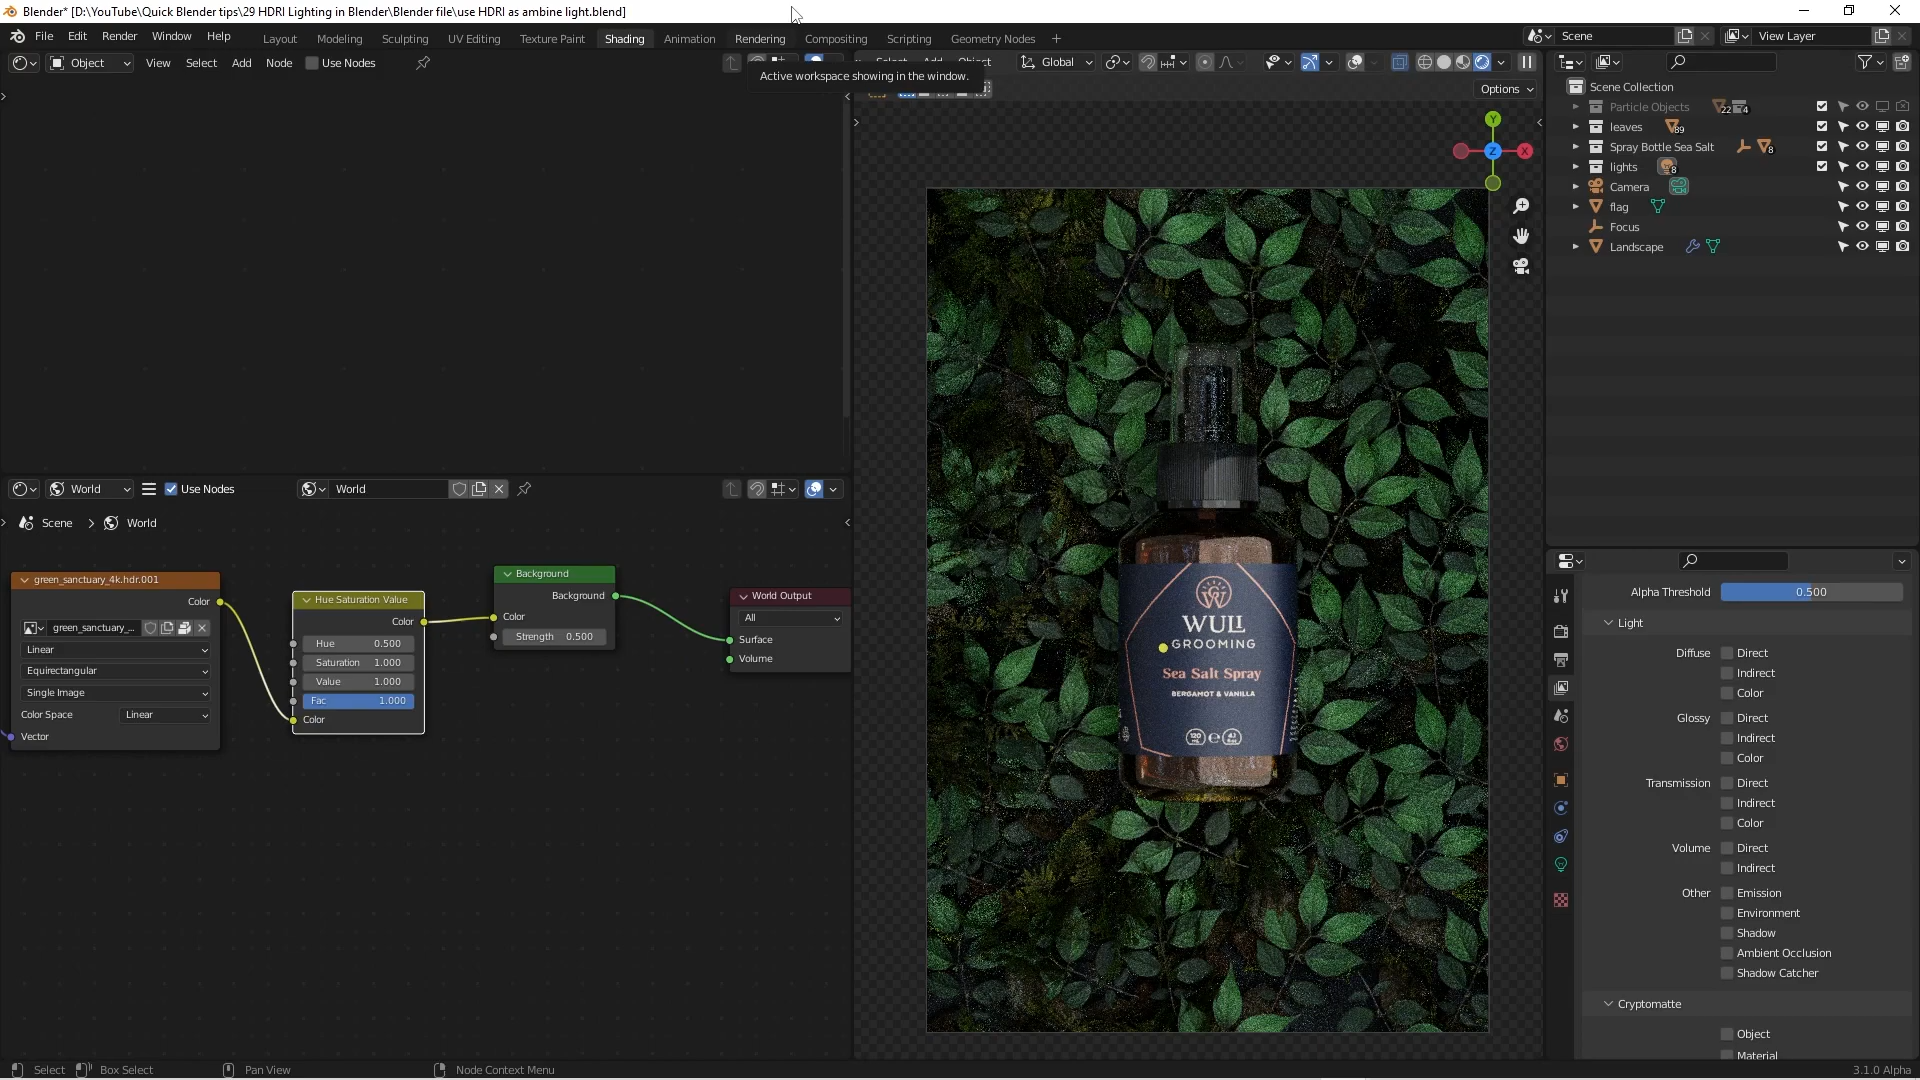 Blender* [D:\YouTube\Quick Blender tips\29 HDRI Lighting in Blender\Blender file\use HDRI as ambine light.blend]
File Edit Render Window Help
Layout Modeling Sculpting UV Editing Texture Paint Shading Animation Rendering Compositing Scripting Geometry Nodes +
Scene
View Layer
Object View Select Add Node Use Nodes
Global
Active workspace showing in the window.
Options
Y
Z
X
Scene Collection
Particle Objects 22 4
leaves 89
Spray Bottle Sea Salt 8
lights 8
Camera
flag
Focus
Landscape
World Use Nodes World
Scene > World
green_sanctuary_4k.hdr.001
Color
green_sanctuary_...
Linear
Equirectangular
Single Image
Color Space Linear
Vector
Hue Saturation Value
Color
Hue 0.500
Saturation 1.000
Value 1.000
Fac 1.000
Color
Background
Background
Color
Strength 0.500
World Output
All
Surface
Volume
WULL
GROOMING
Sea Salt Spray
BERGAMOT & VANILLA
Alpha Threshold 0.500
Light
Diffuse Direct
Indirect
Color
Glossy Direct
Indirect
Color
Transmission Direct
Indirect
Color
Volume Direct
Indirect
Other Emission
Environment
Shadow
Ambient Occlusion
Shadow Catcher
Cryptomatte
Object
Material
Select Box Select Pan View Node Context Menu
3.1.0 Alpha